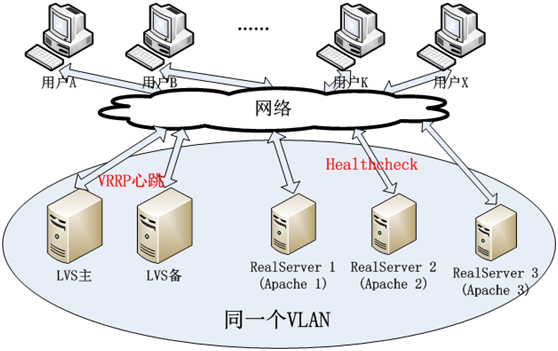 ......
用户A
用户B
用户K
用户X
网络
VRRP心跳
Healthcheck
LVS主
LVS备
RealServer 1
(Apache 1)
RealServer 2
(Apache 2)
RealServer 3
(Apache 3)
同一个VLAN